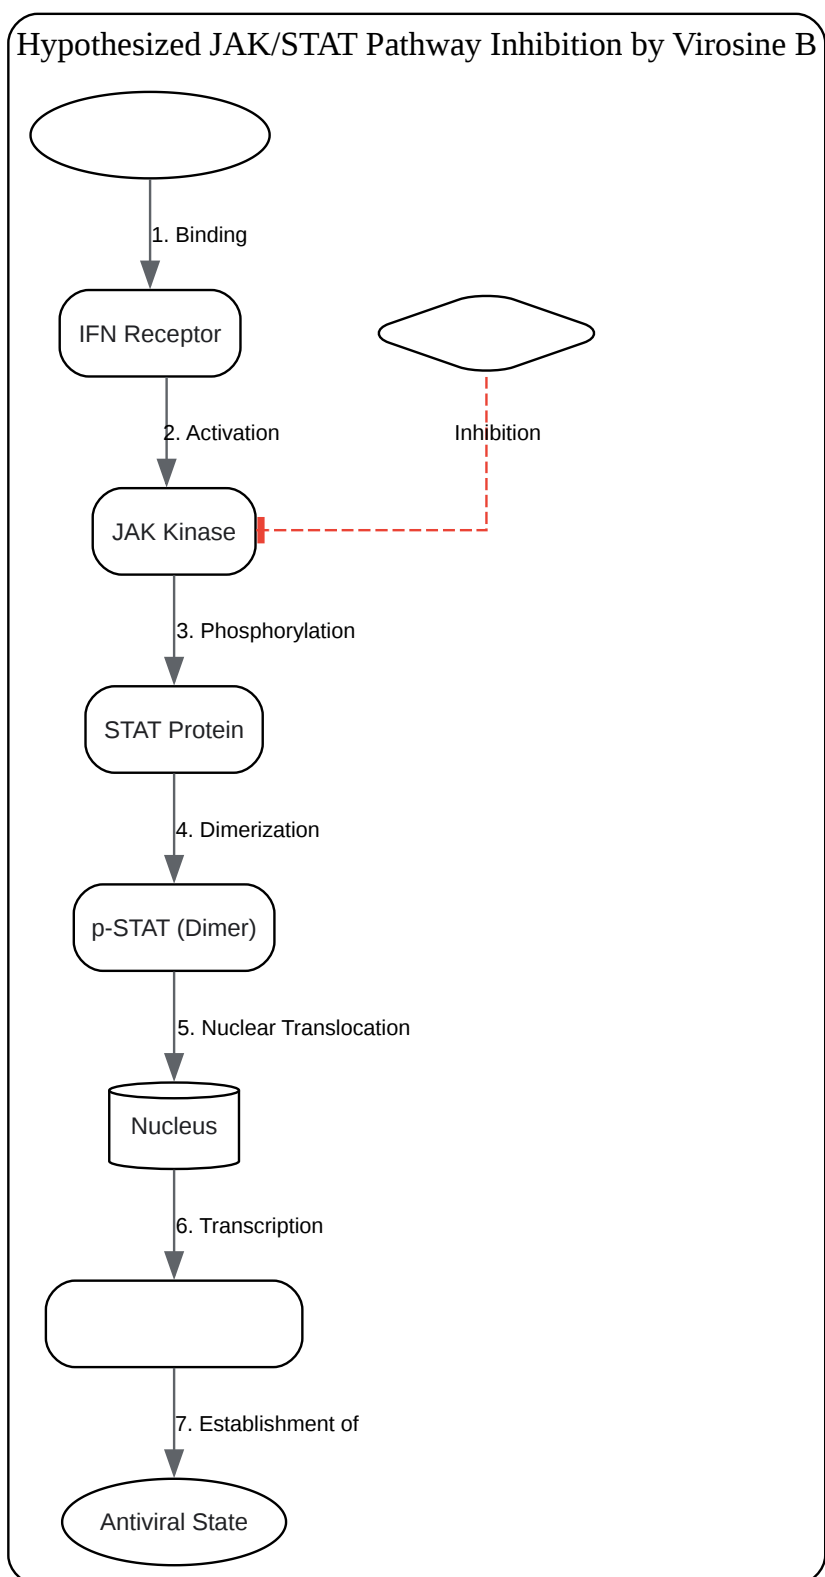 Hypothesized JAK/STAT Pathway Inhibition by Virosine B
1. Binding
IFN Receptor
2. Activation
Inhibition
JAK Kinase
3. Phosphorylation
STAT Protein
4. Dimerization
p-STAT (Dimer)
5. Nuclear Translocation
Nucleus
6. Transcription
7. Establishment of
Antiviral State